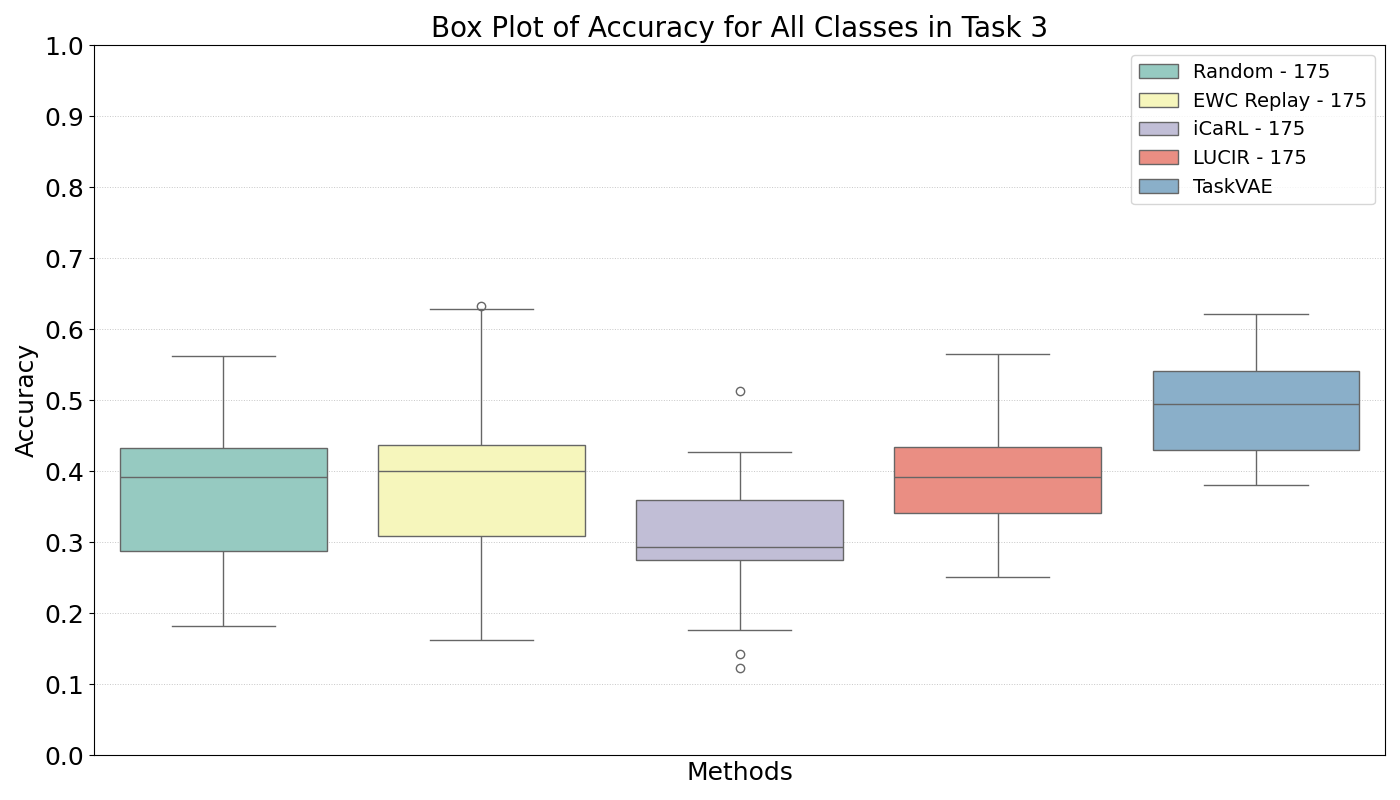 Box Plot of Accuracy for All Classes in Task 3
1.0
0.9
0.8
0.7
0.6
0.5
0.4
0.3
0.2
0.1
0.0
Accuracy
Methods
Random - 175
EWC Replay - 175
iCaRL - 175
LUCIR - 175
TaskVAE